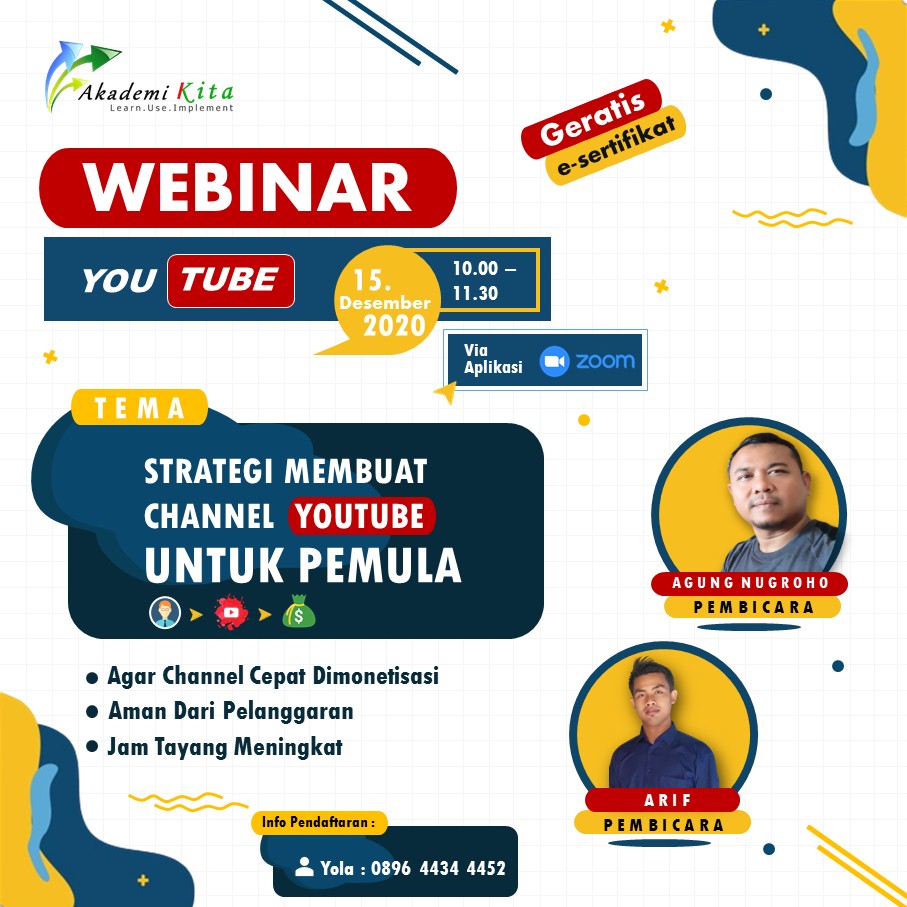 Akademi Kita
Learn.Use.Implement
Geratis
e-sertifikat
WEBINAR
YOU TUBE
15.
Desember
2020
10.00 –
11.30
Via
Aplikasi
zoom
TEMA
STRATEGI MEMBUAT
CHANNEL YOUTUBE
UNTUK PEMULA
$
• Agar Channel Cepat Dimonetisasi
• Aman Dari Pelanggaran
• Jam Tayang Meningkat
AGUNG NUGROHO
PEMBICARA
ARIF
PEMBICARA
Info Pendaftaran :
Yola : 0896 4434 4452